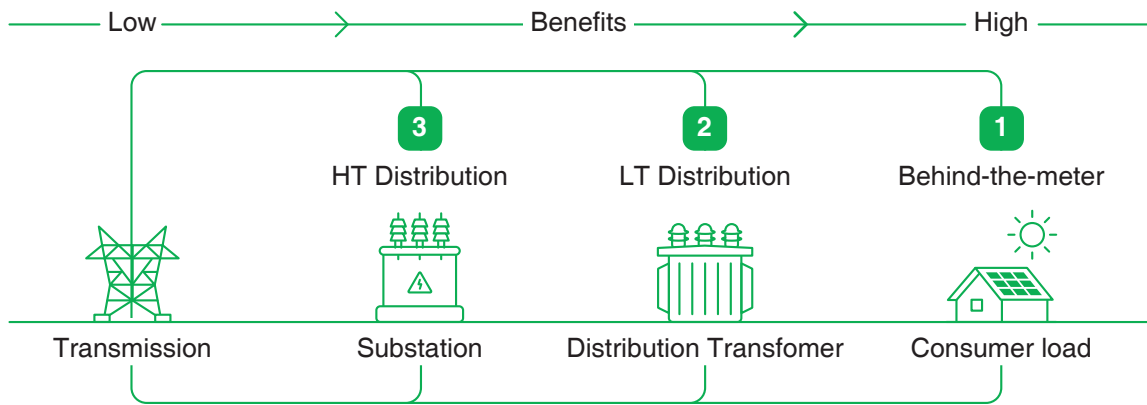 Low Benefits High
3 2 1
HT Distribution LT Distribution Behind-the-meter
Transmission Substation Distribution Transfomer Consumer load